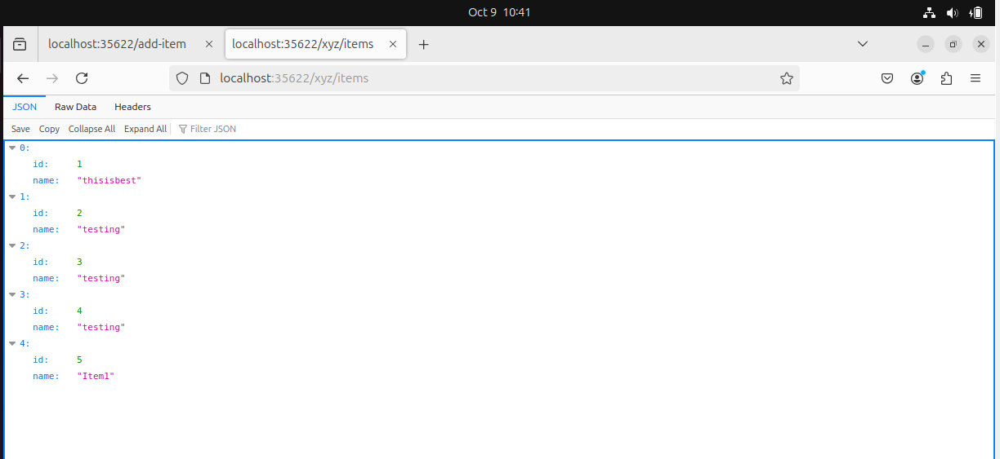 Oct 9 10:41
localhost:35622/add-item localhost:35622/xyz/items
localhost:35622/xyz/items
JSON Raw Data Headers
Save Copy Collapse All Expand All Filter JSON
0:
id: 1
name: "thisisbest"
1:
id: 2
name: "testing"
2:
id: 3
name: "testing"
3:
id: 4
name: "testing"
4:
id: 5
name: "Item1"